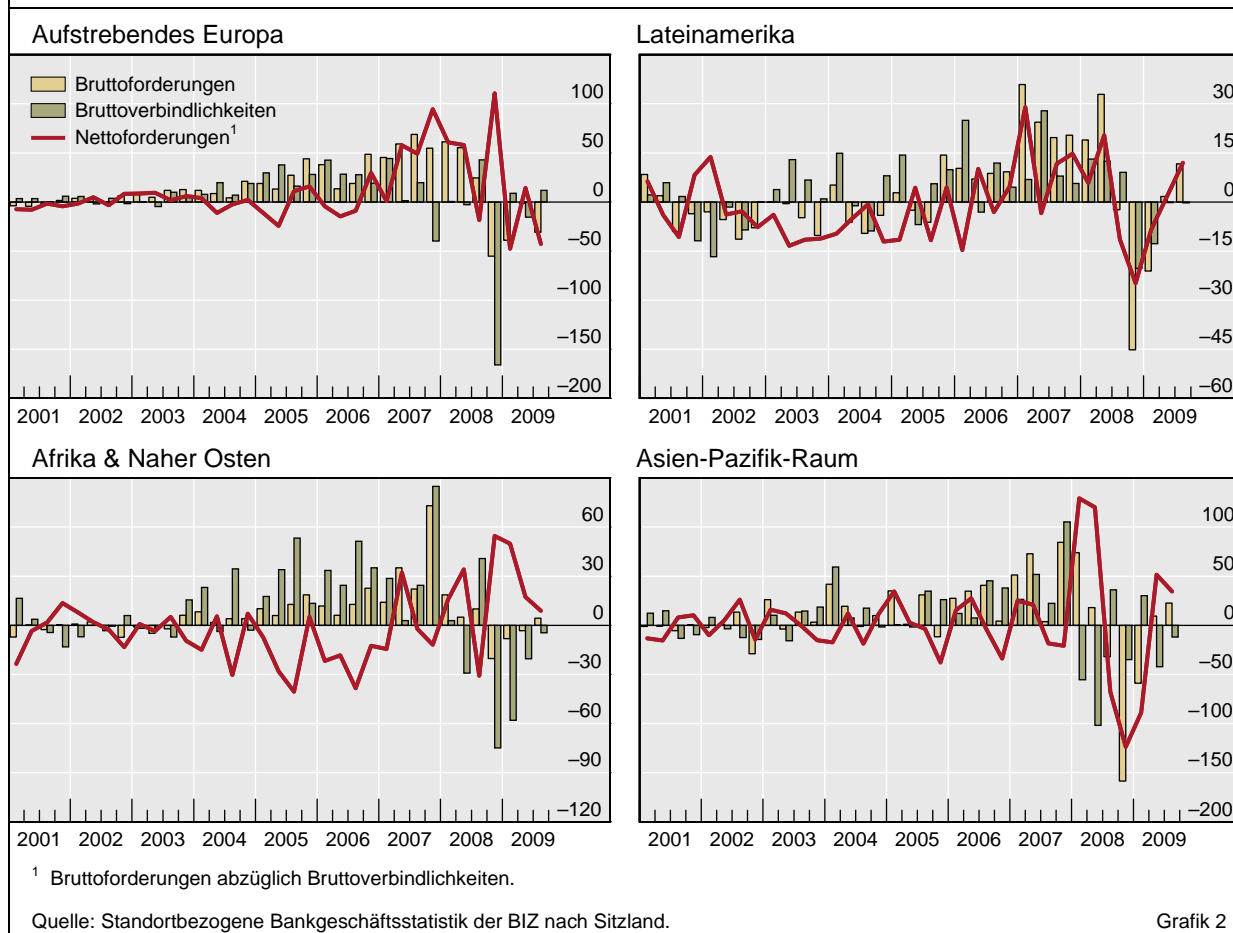 Aufstrebendes Europa
Bruttoforderungen
Bruttoverbindlichkeiten
Nettoforderungen¹
100
50
0
–50
–100
–150
–200
2001 2002 2003 2004 2005 2006 2007 2008 2009
Lateinamerika
30
15
0
–15
–30
–45
–60
2001 2002 2003 2004 2005 2006 2007 2008 2009
Afrika & Naher Osten
60
30
0
–30
–60
–90
–120
2001 2002 2003 2004 2005 2006 2007 2008 2009
Asien-Pazifik-Raum
100
50
0
–50
–100
–150
–200
2001 2002 2003 2004 2005 2006 2007 2008 2009
¹ Bruttoforderungen abzüglich Bruttoverbindlichkeiten.
Quelle: Standortbezogene Bankgeschäftsstatistik der BIZ nach Sitzland. Grafik 2